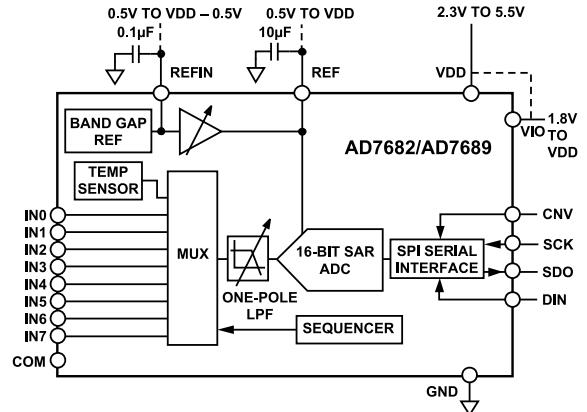 0.5V TO VDD – 0.5V
0.5V TO VDD
2.3V TO 5.5V
0.1µF
10µF
REFIN
REF
VDD
BAND GAP
REF
AD7682/AD7689
VIO
1.8V
TO
VDD
TEMP
SENSOR
IN0
IN1
IN2
IN3
IN4
IN5
IN6
IN7
COM
MUX
ONE-POLE
LPF
16-BIT SAR
ADC
SPI SERIAL
INTERFACE
CNV
SCK
SDO
DIN
SEQUENCER
GND